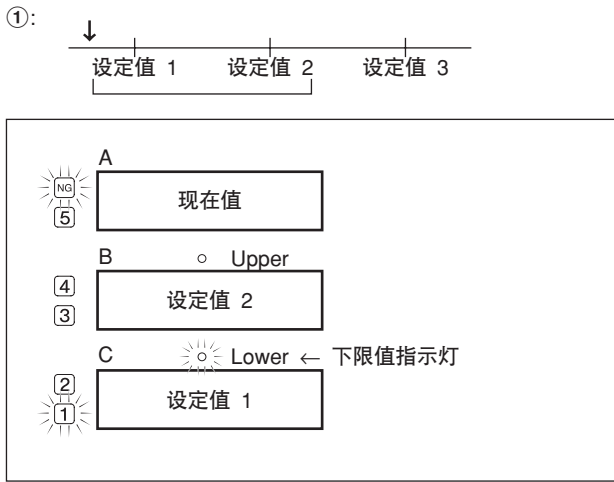 ①:
↓
设定值 1 设定值 2 设定值 3
A
NG
现在值
5
B Upper
4
设定值 2
3
C Lower ← 下限值指示灯
2
设定值 1
1